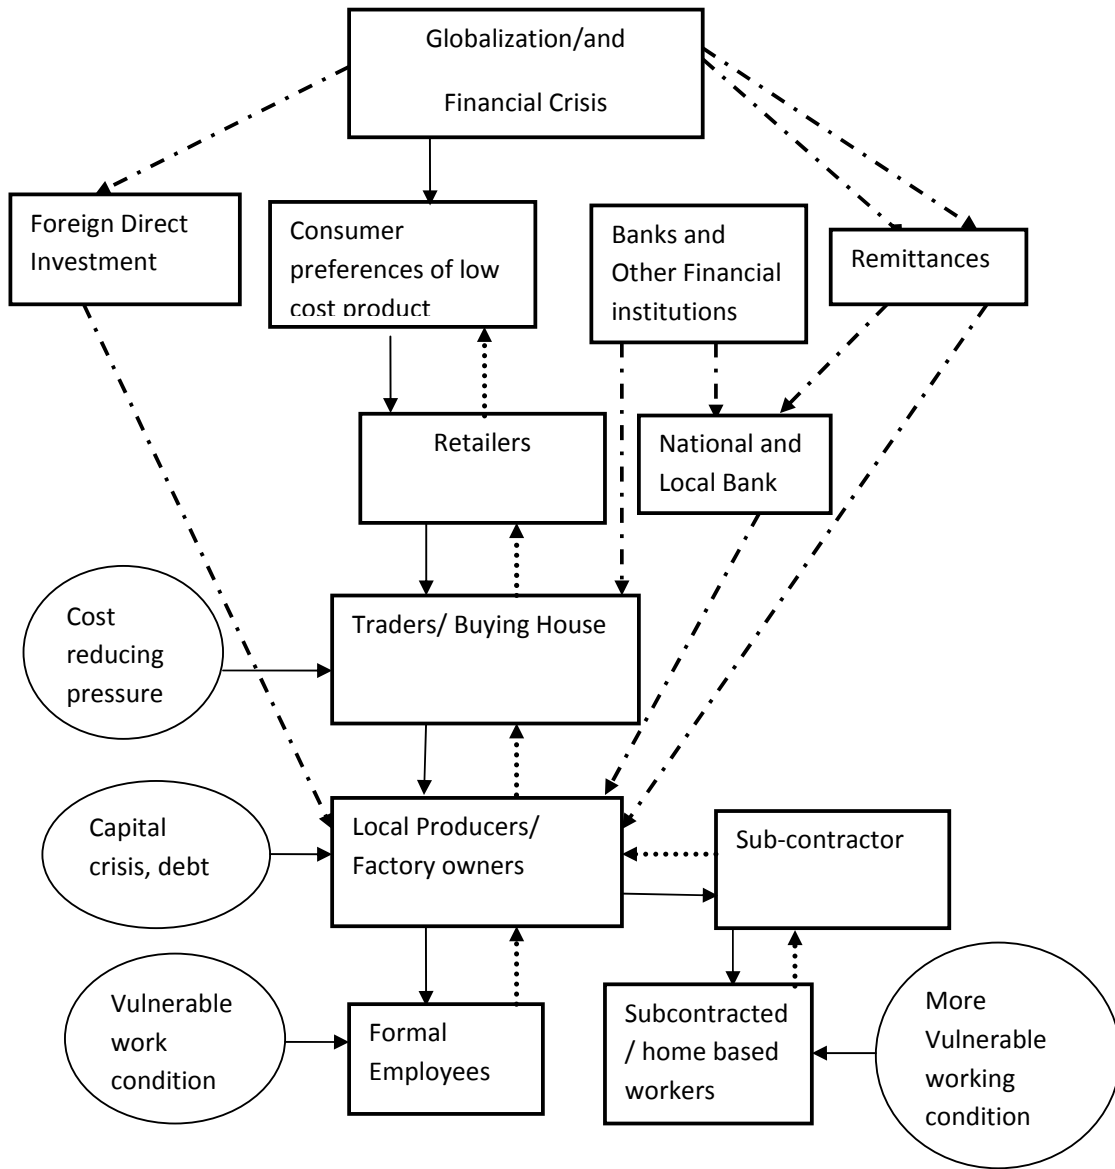 Globalization/and
Financial Crisis
Foreign Direct
Investment
Consumer
preferences of low
cost product
Banks and
Other Financial
institutions
Remittances
Retailers
National and
Local Bank
Cost
reducing
pressure
Traders/ Buying House
Capital
crisis, debt
Local Producers/
Factory owners
Sub-contractor
Vulnerable
work
condition
Formal
Employees
Subcontracted
/ home based
workers
More
Vulnerable
working
condition